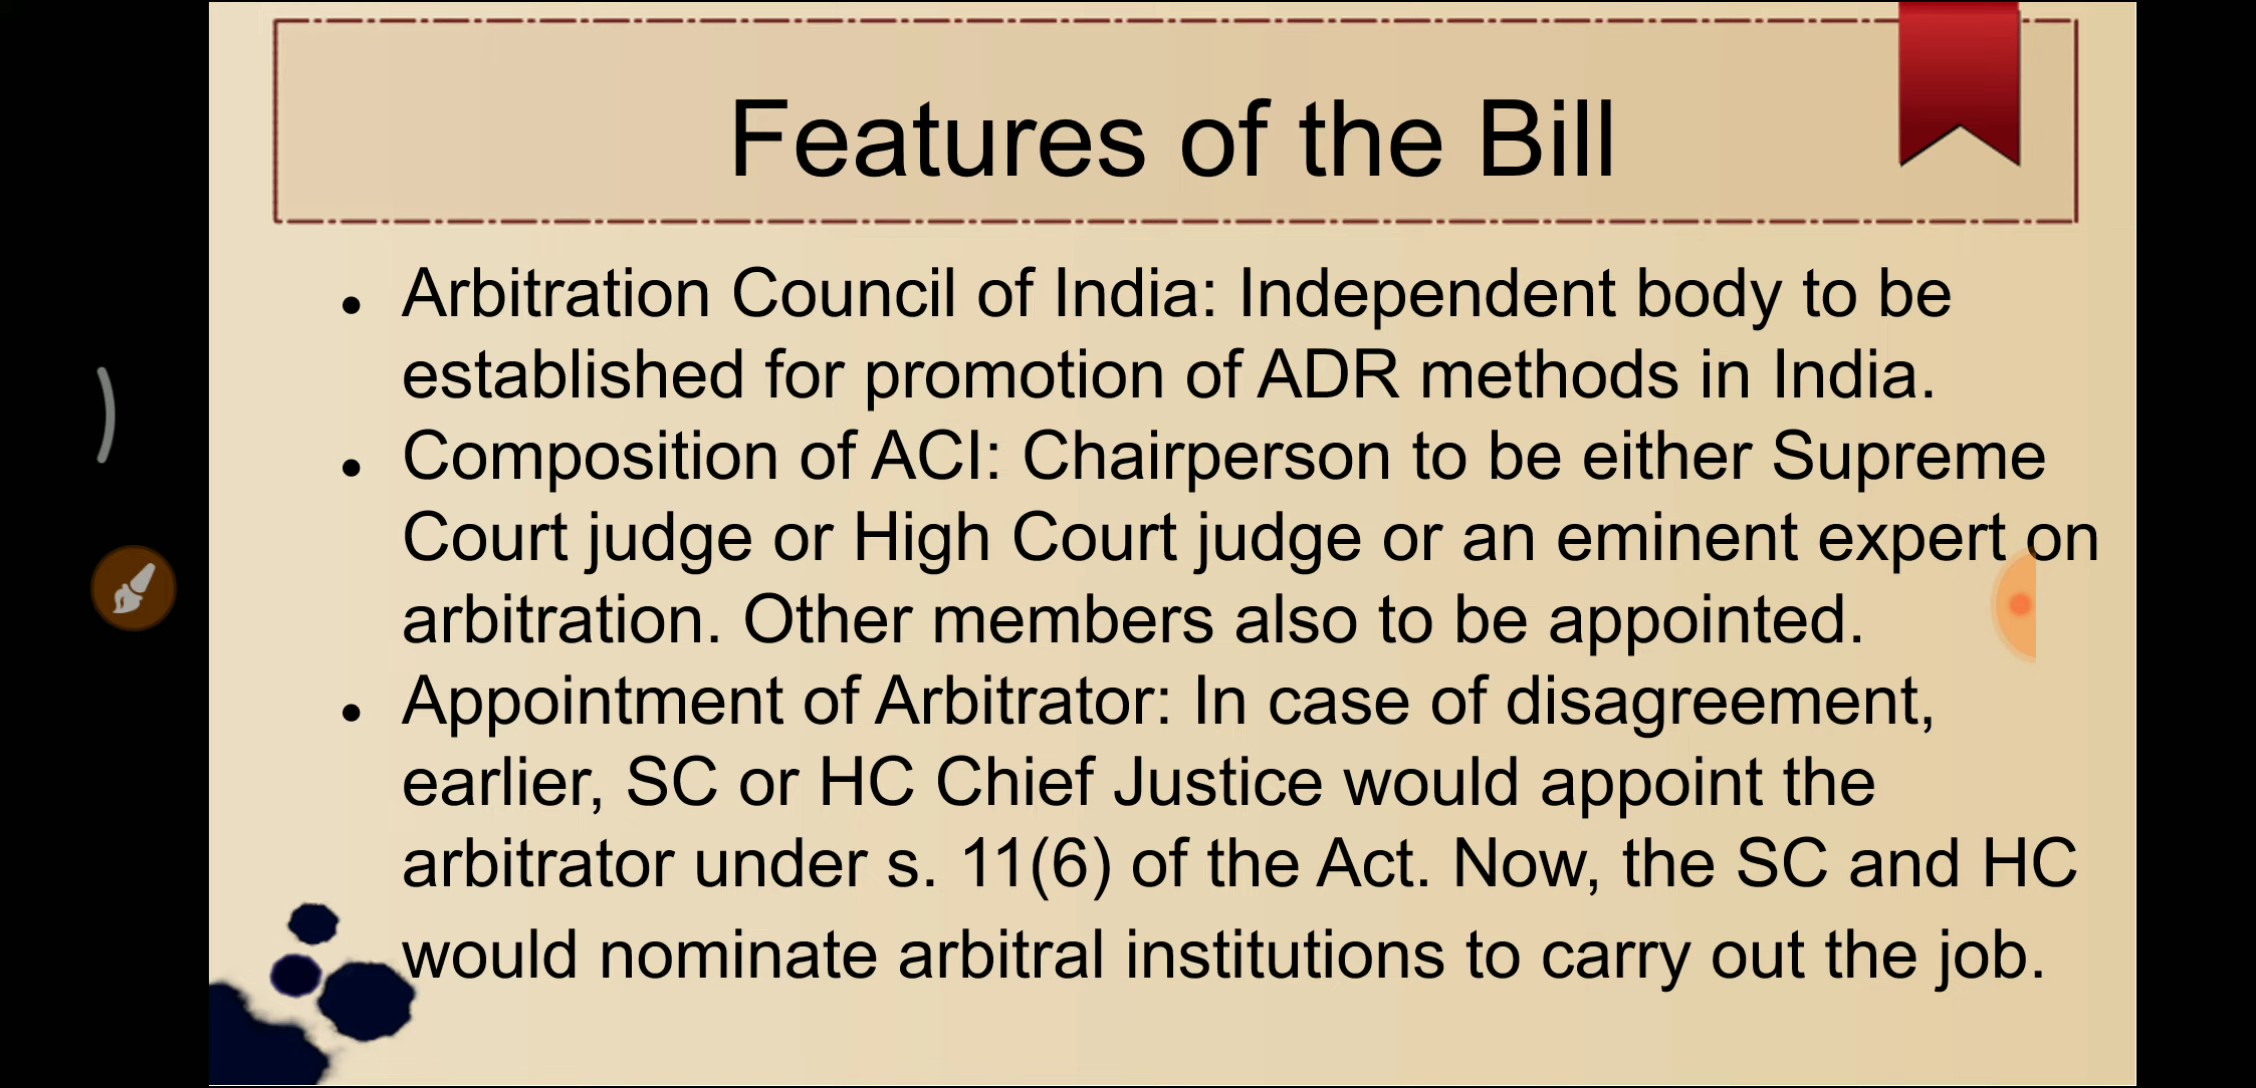 Features of the Bill
Arbitration Council of India: Independent body to be
established for promotion of ADR methods in India.
Composition of ACI: Chairperson to be either Supreme
Court judge or High Court judge or an eminent expert on
arbitration. Other members also to be appointed.
Appointment of Arbitrator: In case of disagreement,
earlier, SC or HC Chief Justice would appoint the
arbitrator under s. 11(6) of the Act. Now, the SC and HC
would nominate arbitral institutions to carry out the job.